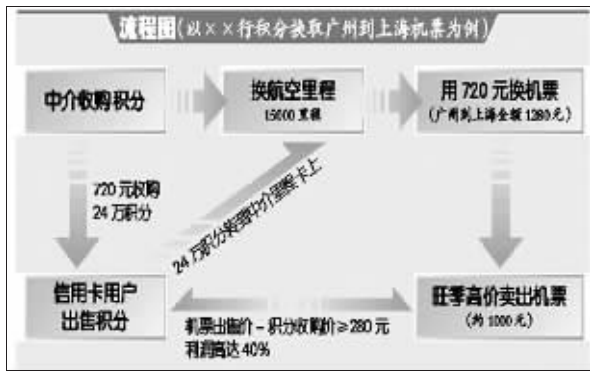 流程图(以××行积分换取广州到上海机票为例)
中介收购积分
换航空里程
15000里程
用720元换机票
(广州到上海全额1280元)
720元收购
24万积分
24万积分转到中介里程卡上
信用卡用户
出售积分
机票出售价－积分收购价≥280元
利润高达40%
旺季高价卖出机票
(约1000元)